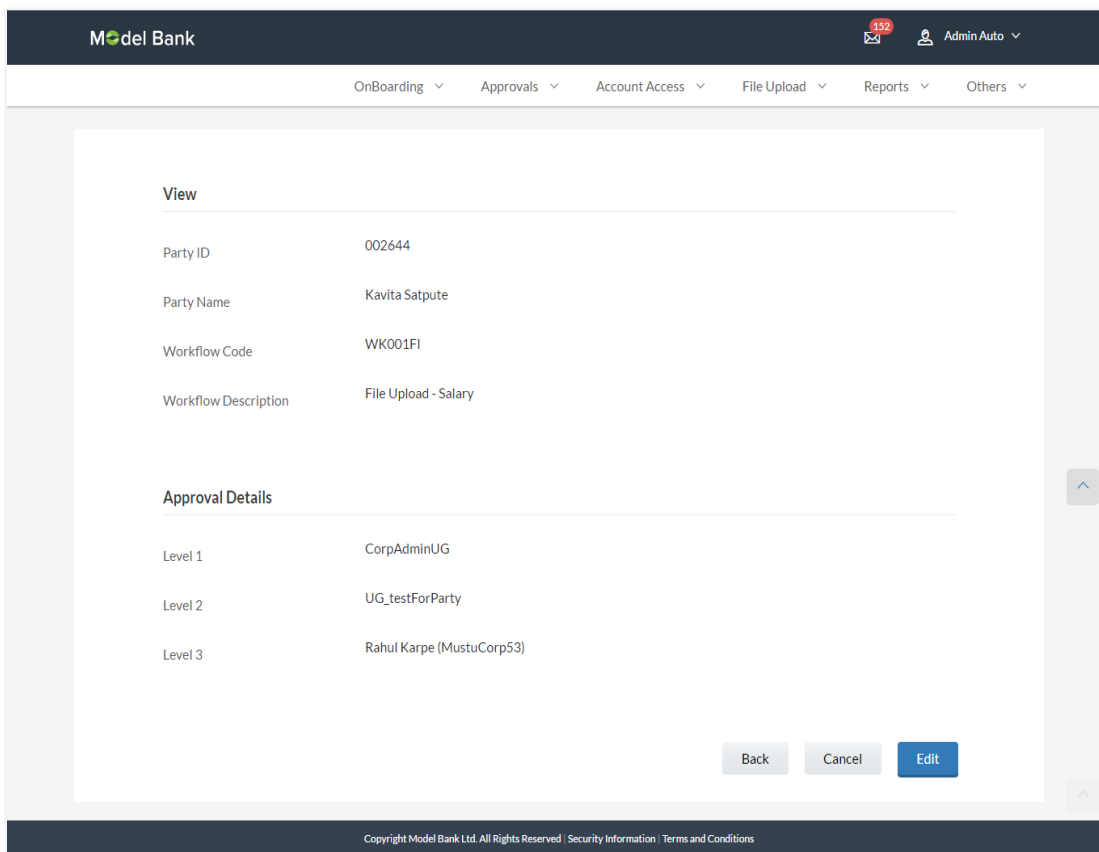 Model Bank
152
Admin Auto
OnBoarding Approvals Account Access File Upload Reports Others
View
Party ID 002644
Party Name Kavita Satpute
Workflow Code WK001FI
Workflow Description File Upload - Salary
Approval Details
Level 1 CorpAdminUG
Level 2 UG_testForParty
Level 3 Rahul Karpe (MustuCorp53)
Back Cancel Edit
Copyright Model Bank Ltd. All Rights Reserved | Security Information | Terms and Conditions